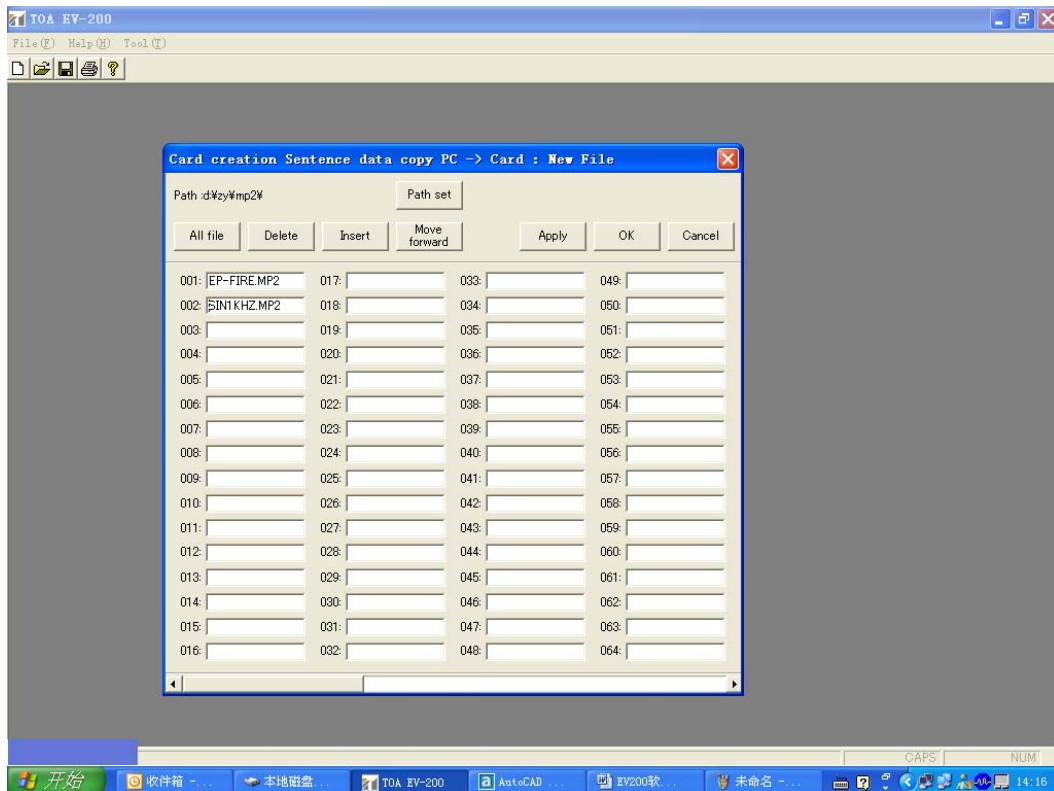 TOA EV-200
File(F) Help(H) Tool(T)
Card creation Sentence data copy PC -> Card : New File
Path :d:¥zy¥mp2¥ Path set
All file Delete Insert Move forward Apply OK Cancel
001: EP-FIRE.MP2 017: 033: 049:
002: SIN1KHZ.MP2 018: 034: 050:
003: 019: 035: 051:
004: 020: 036: 052:
005: 021: 037: 053:
006: 022: 038: 054:
007: 023: 039: 055:
008: 024: 040: 056:
009: 025: 041: 057:
010: 026: 042: 058:
011: 027: 043: 059:
012: 028: 044: 060:
013: 029: 045: 061:
014: 030: 046: 062:
015: 031: 047: 063:
016: 032: 048: 064:
CAPS NUM
开始 收件箱 -... 本地磁盘... TOA EV-200 AutoCAD ... EV200软... 未命名 -... 14:16